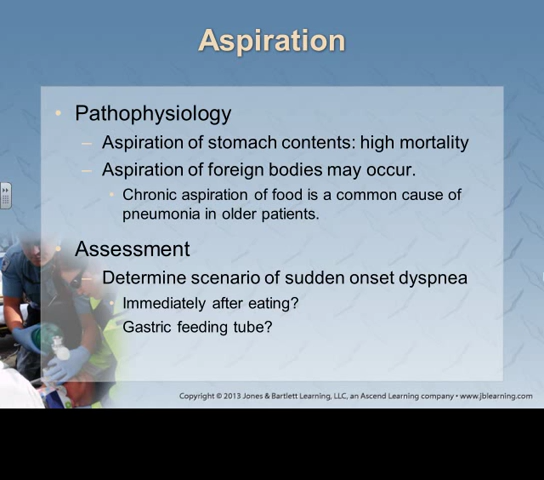 Aspiration
• Pathophysiology
– Aspiration of stomach contents: high mortality
– Aspiration of foreign bodies may occur.
• Chronic aspiration of food is a common cause of
pneumonia in older patients.
• Assessment
– Determine scenario of sudden onset dyspnea
• Immediately after eating?
• Gastric feeding tube?
Copyright © 2013 Jones & Bartlett Learning, LLC, an Ascend Learning company • www.jblearning.com